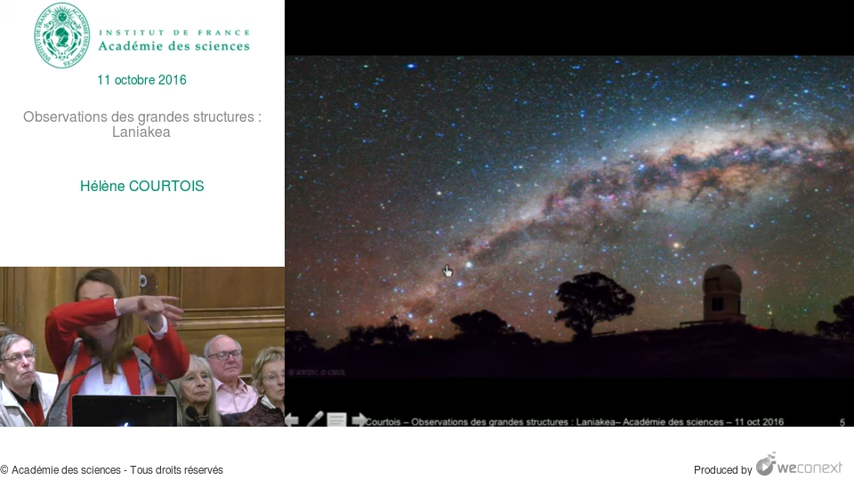 INSTITUT DE FRANCE
Académie des sciences
11 octobre 2016
Observations des grandes structures :
Laniakea
Hélène COURTOIS
Courtois – Observations des grandes structures : Laniakea– Académie des sciences – 11 oct 2016
5
© Académie des sciences - Tous droits réservés
Produced by weconext